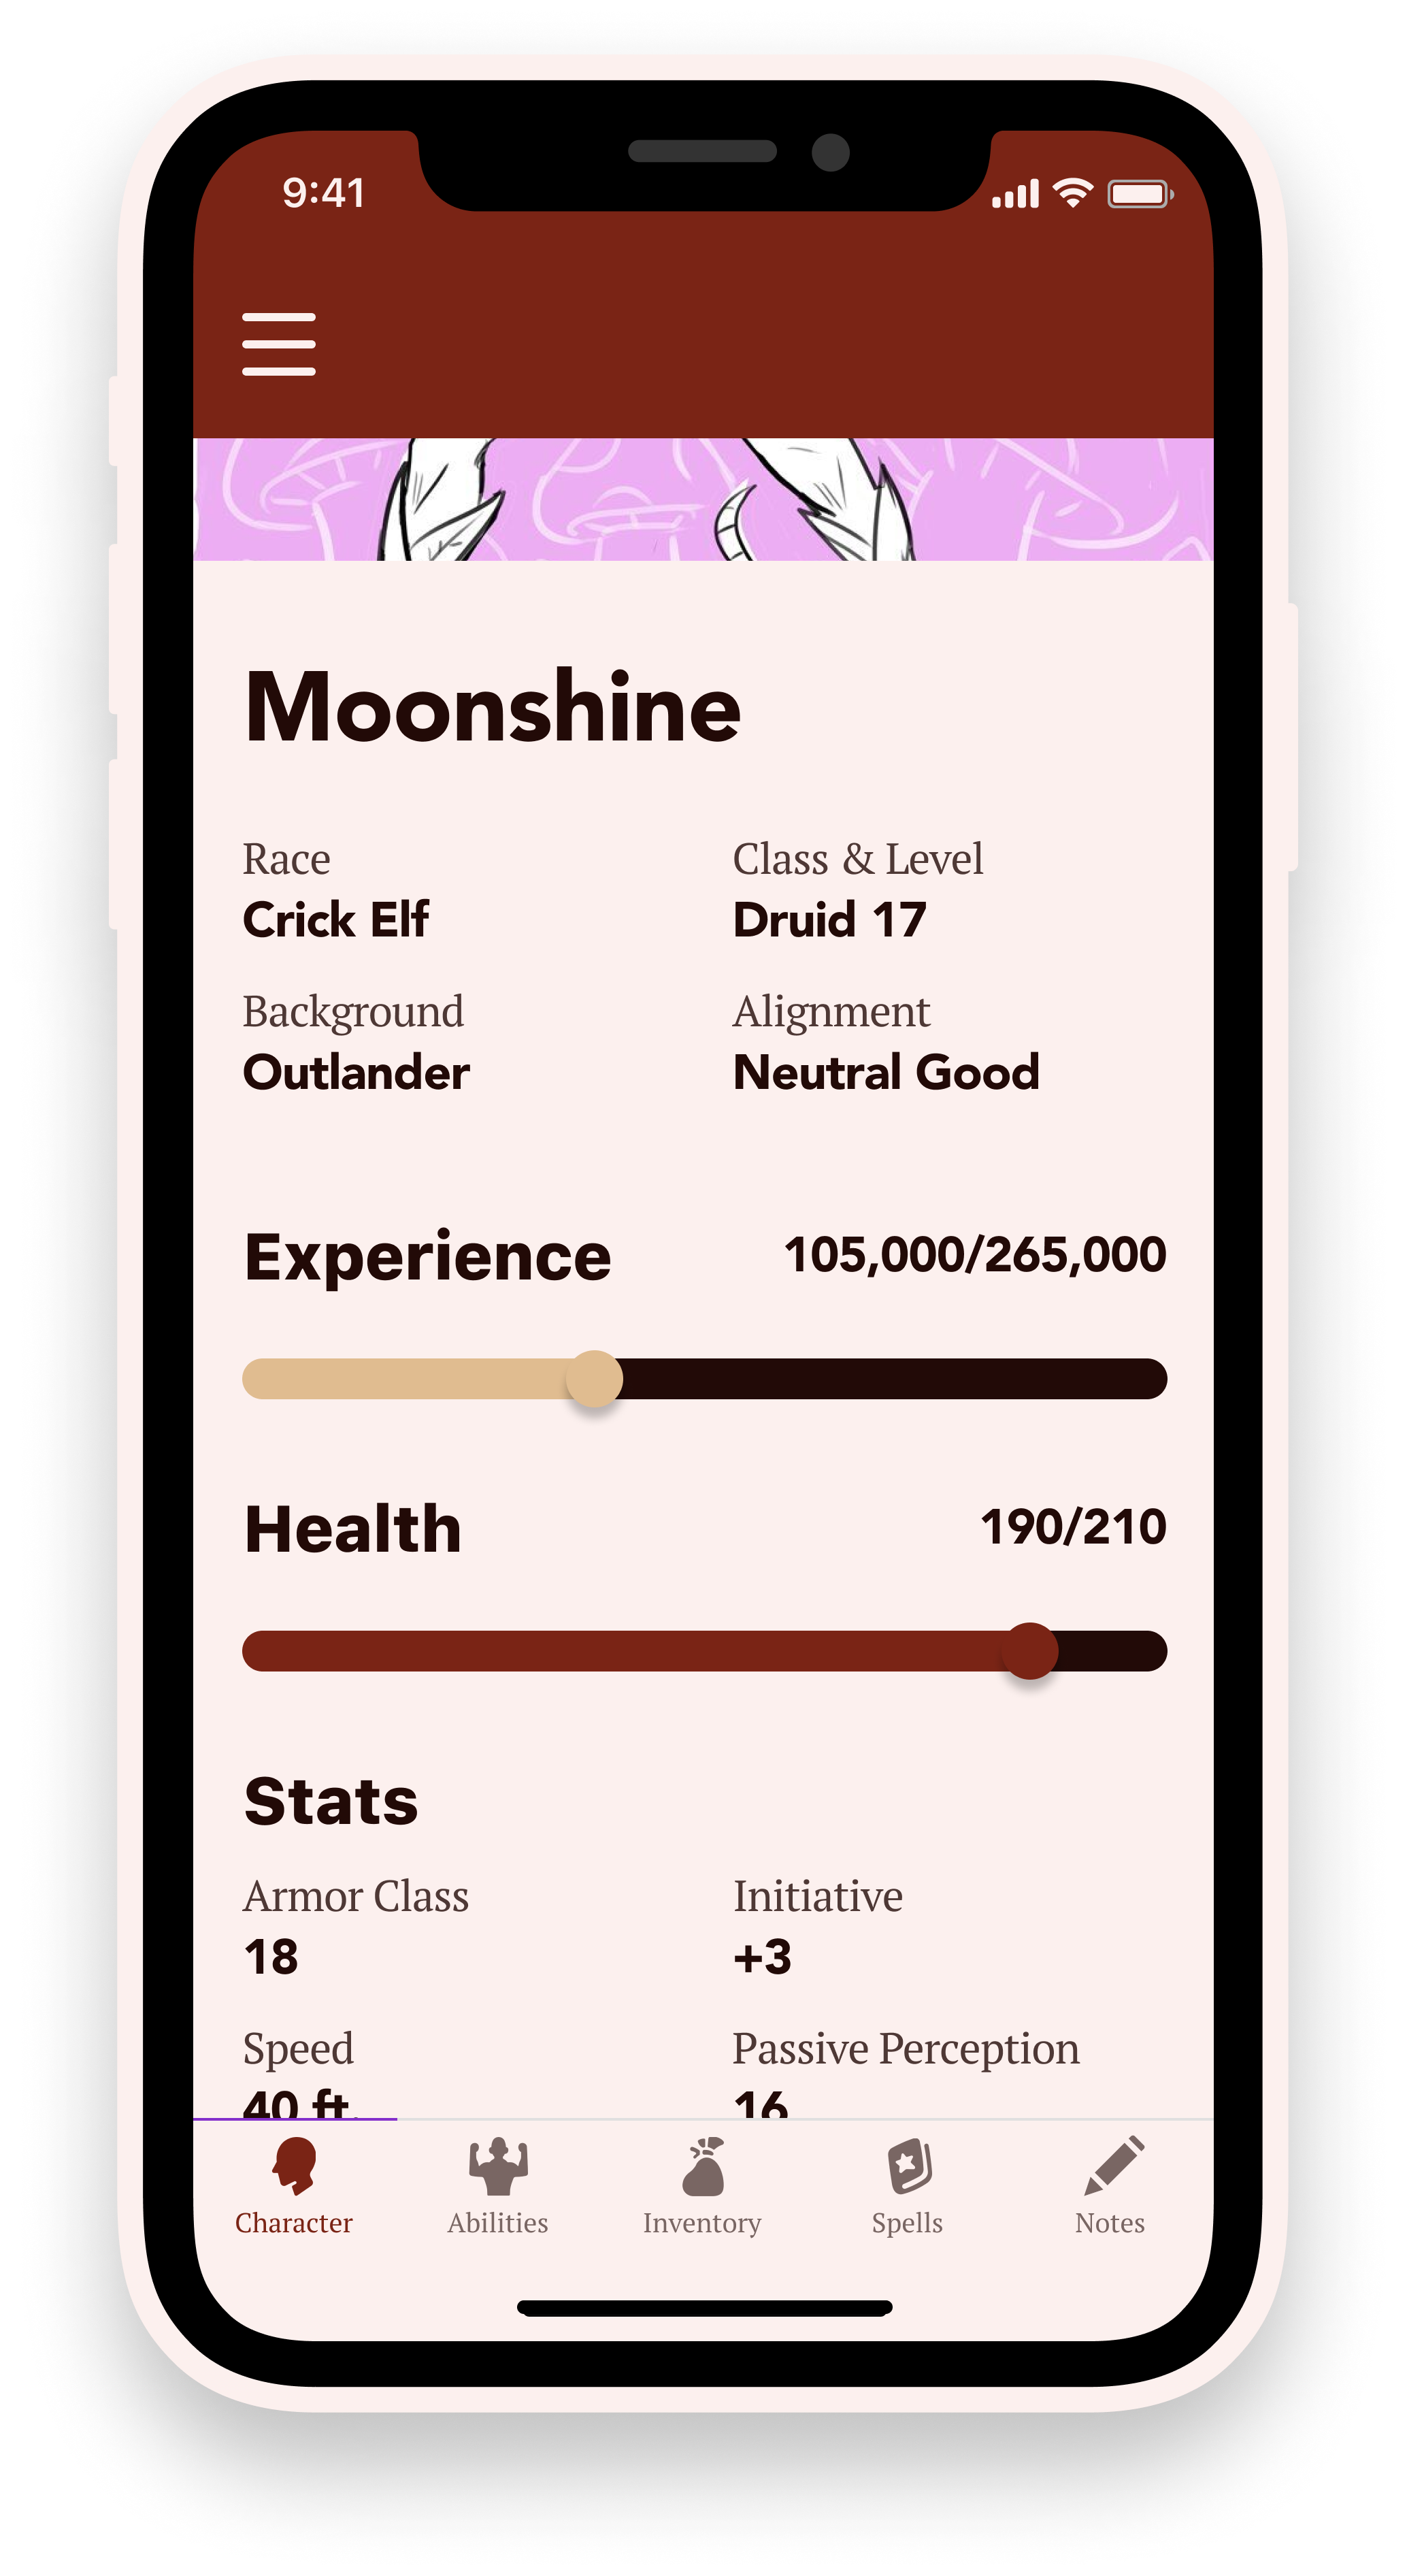 9:41
Moonshine
Race Class & Level
Crick Elf Druid 17
Background Alignment
Outlander Neutral Good
Experience 105,000/265,000
Health 190/210
Stats
Armor Class Initiative
18 +3
Speed Passive Perception
40 ft. 16
Character Abilities Inventory Spells Notes